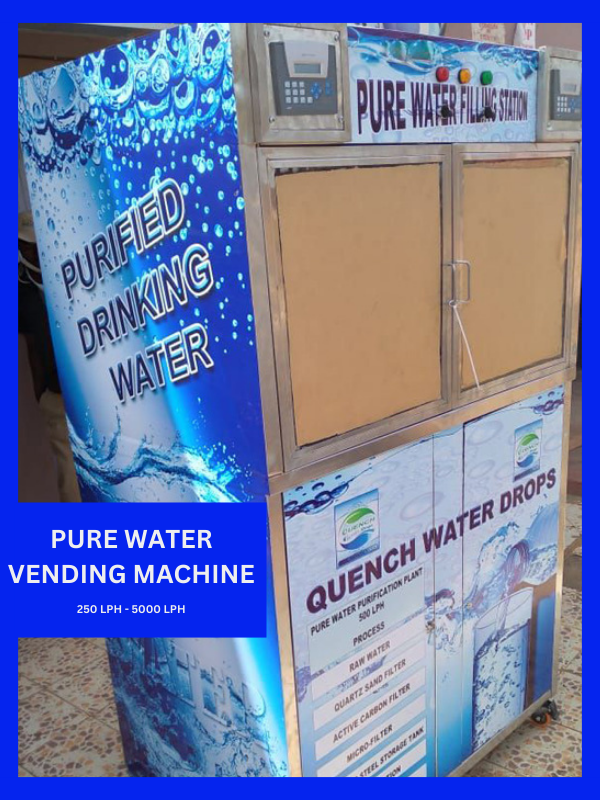 PURE WATER FILLING STATION
PURIFIED
DRINKING
WATER
QUENCH
QUENCH WATER DROPS
PURE WATER PURIFICATION PLANT
500 LPH
PROCESS
RAW WATER
QUARTZ SAND FILTER
ACTIVE CARBON FILTER
MICRO-FILTER
STEEL STORAGE TANK
PURE WATER
VENDING MACHINE
250 LPH - 5000 LPH